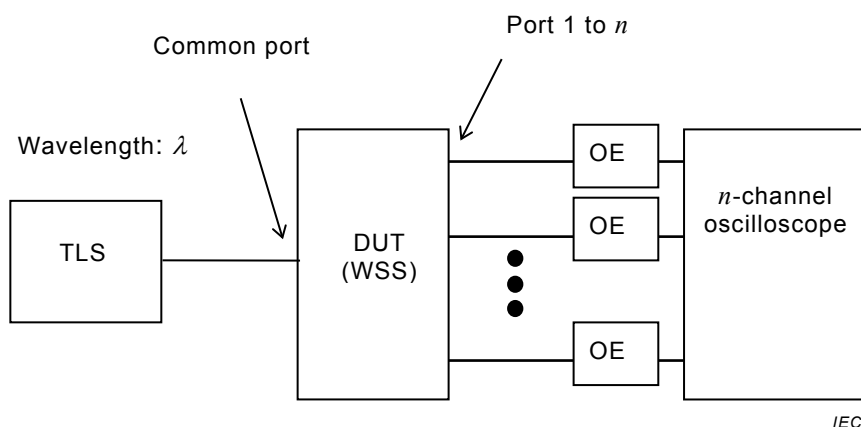 Port 1 to n
Common port
Wavelength: λ
TLS
DUT
(WSS)
OE
OE
OE
n-channel
oscilloscope
IEC